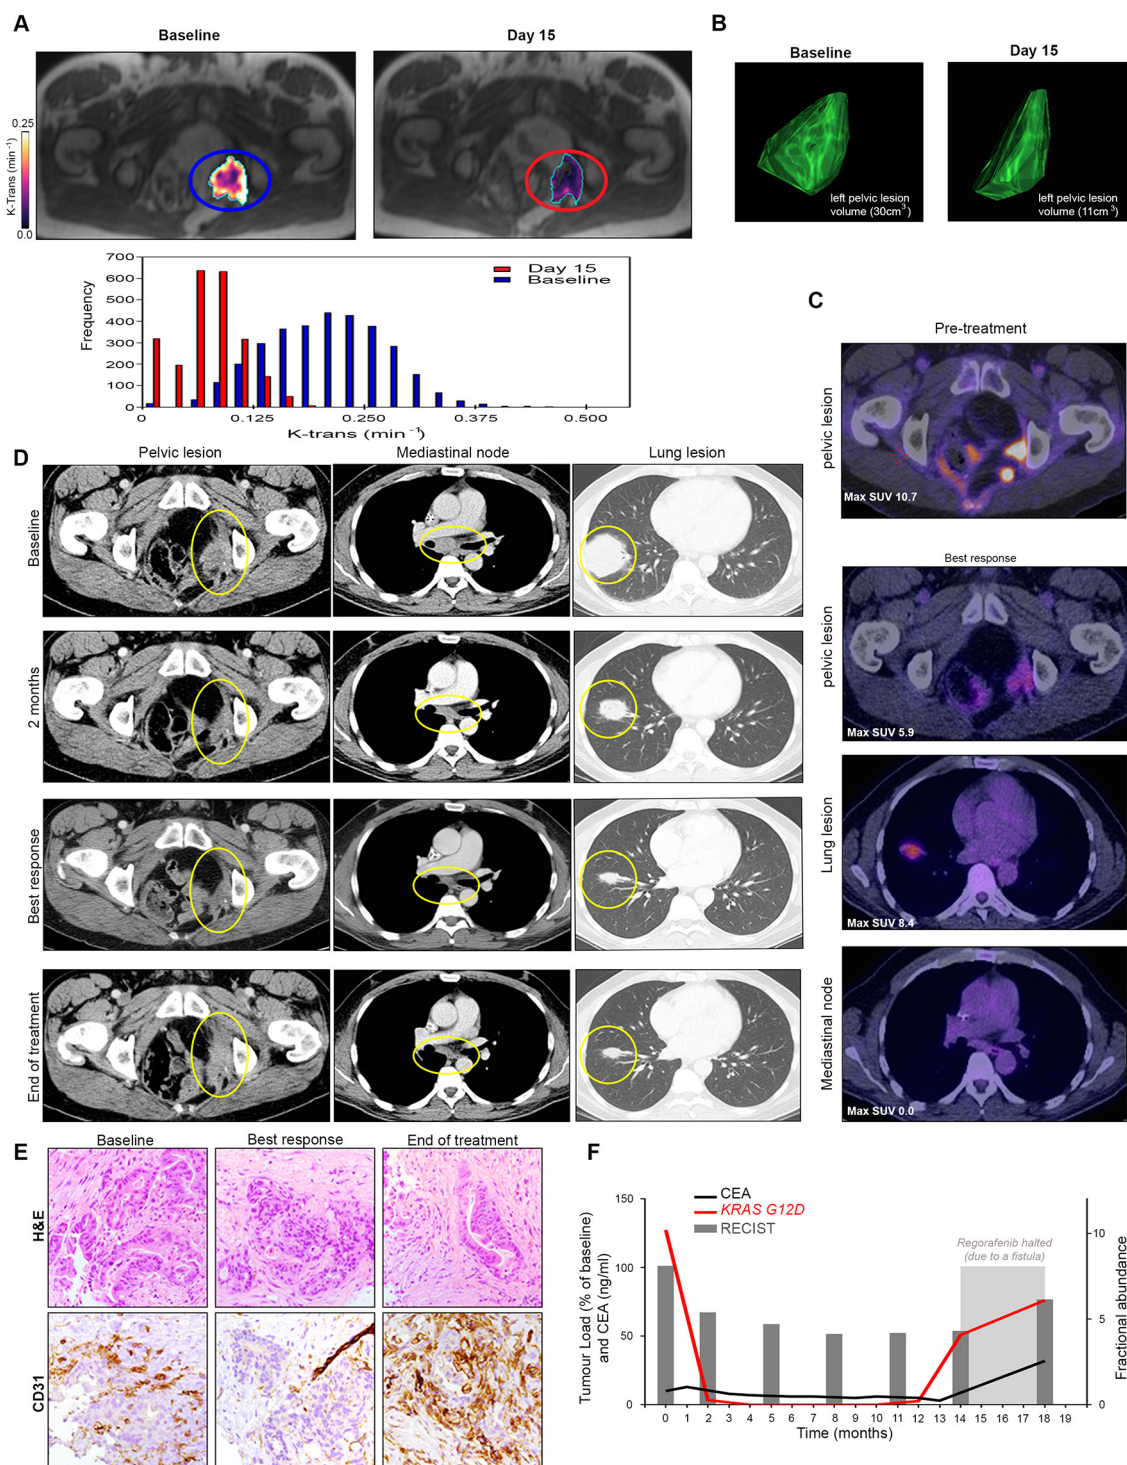 A
Baseline
Day 15
0.25
K-Trans (min⁻¹)
0.0
B
Baseline
Day 15
left pelvic lesion
volume (30cm³)
left pelvic lesion
volume (11cm³)
700
600
500
400
300
200
100
0
Frequency
Day 15
Baseline
0
0.125
0.250
0.375
0.500
K-trans (min⁻¹)
C
Pre-treatment
pelvic lesion
Max SUV 10.7
Best response
pelvic lesion
Max SUV 5.9
Lung lesion
Max SUV 8.4
Mediastinal node
Max SUV 0.0
D
Pelvic lesion
Mediastinal node
Lung lesion
Baseline
2 months
Best response
End of treatment
E
Baseline
Best response
End of treatment
H&E
CD31
F
CEA
KRAS G12D
RECIST
Regorafenib halted
(due to a fistula)
150
100
50
0
Tumour Load (% of baseline)
and CEA (ng/ml)
10
5
0
Fractional abundance
0 1 2 3 4 5 6 7 8 9 10 11 12 13 14 15 16 17 18 19
Time (months)